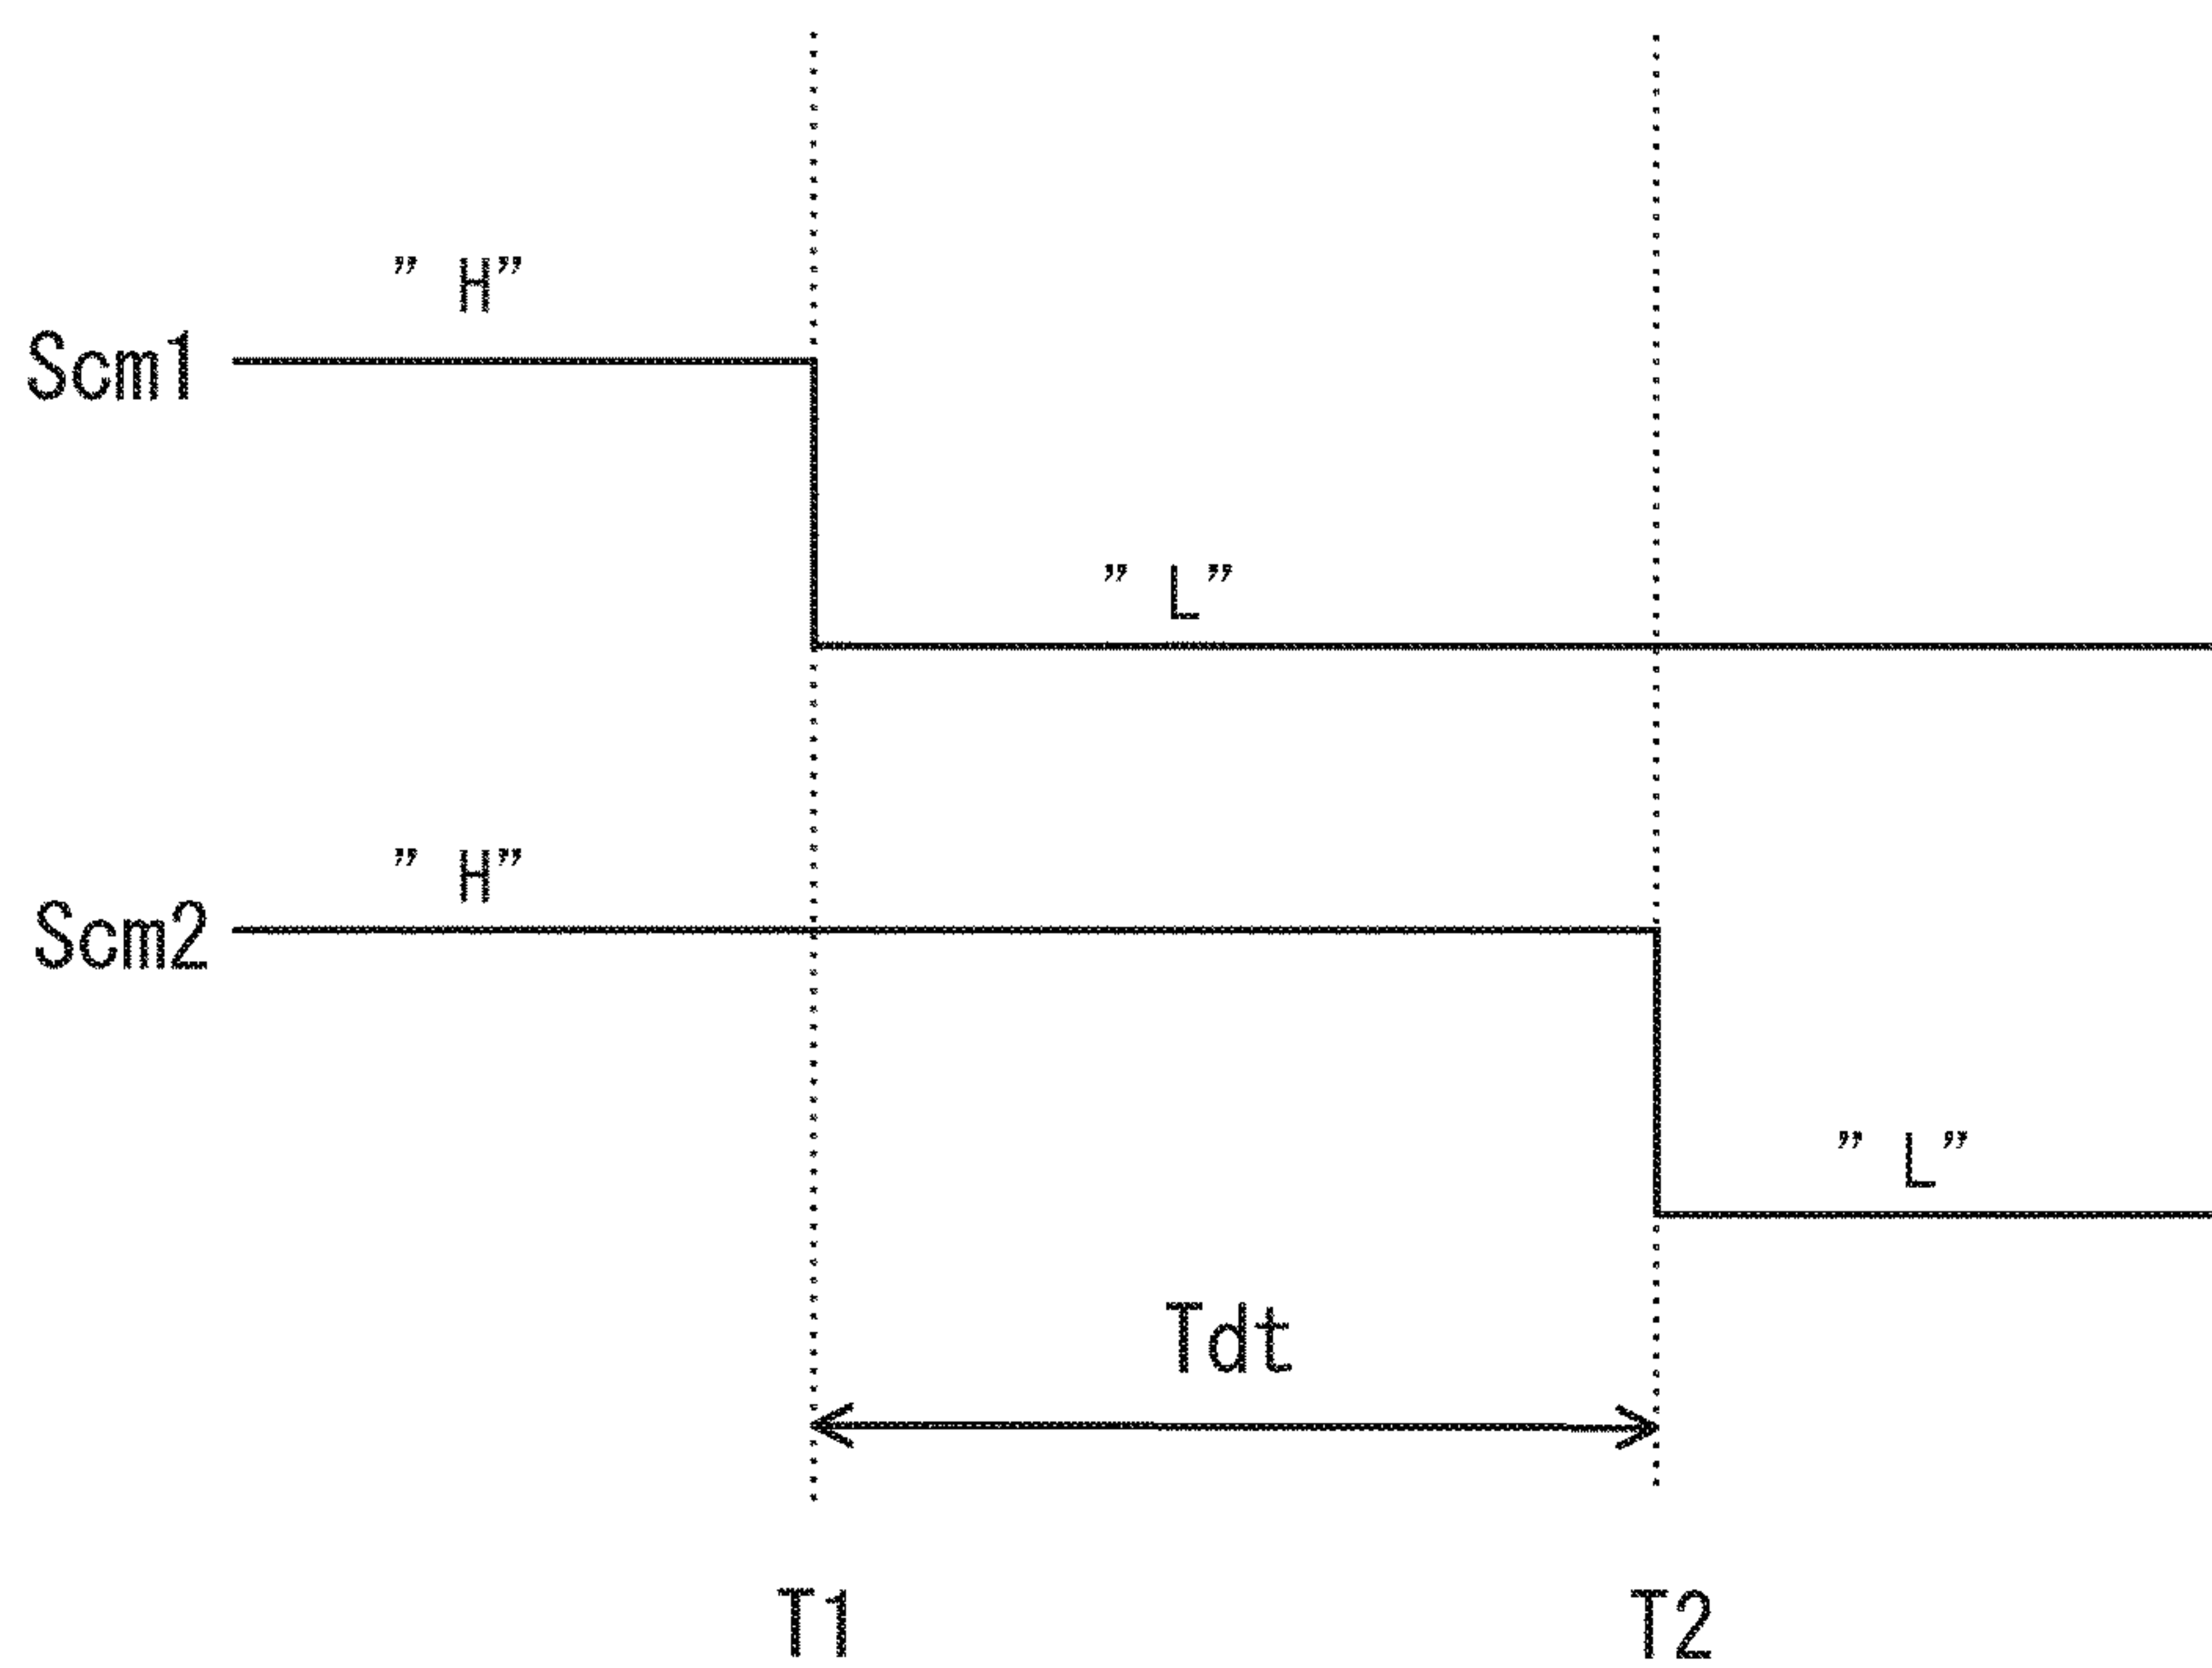 ” H”
Scm1
” L”
” H”
Scm2
” L”
Tdt
T1 T2